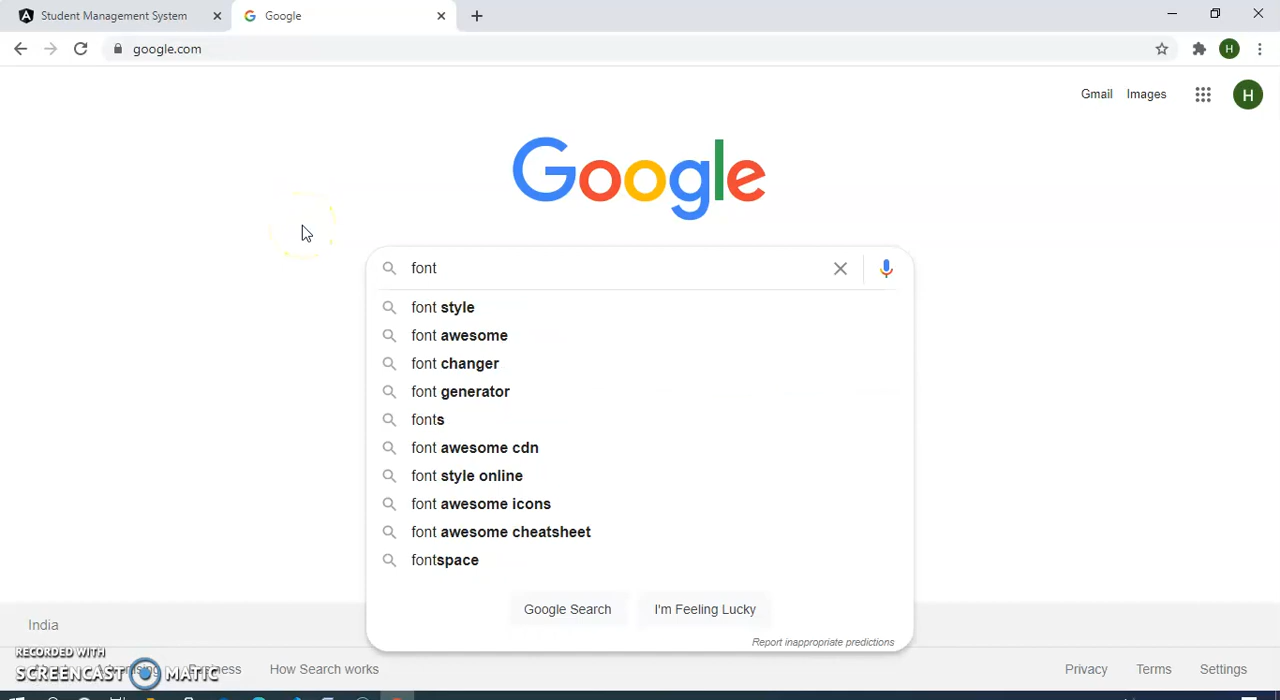 Student Management System
Google
google.com
H
Gmail Images
H
Google
font
font style
font awesome
font changer
font generator
fonts
font awesome cdn
font style online
font awesome icons
font awesome cheatsheet
fontspace
Google Search I'm Feeling Lucky
Report inappropriate predictions
India
RECORDED WITH
SCREENCAST MATIC
How Search works
Privacy Terms Settings